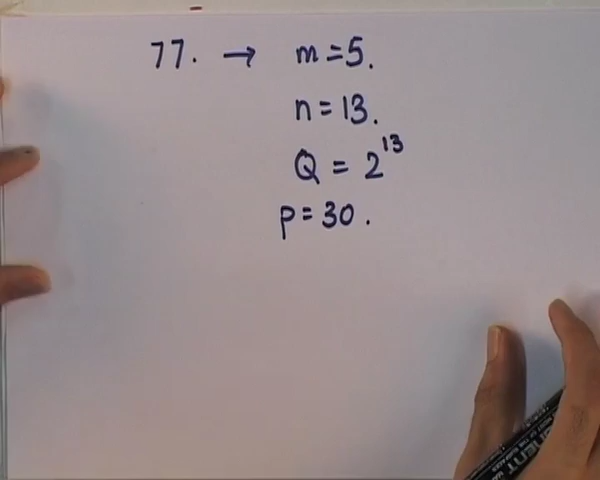 77. → m = 5.
n = 13.
Q = 2^13
p = 30.